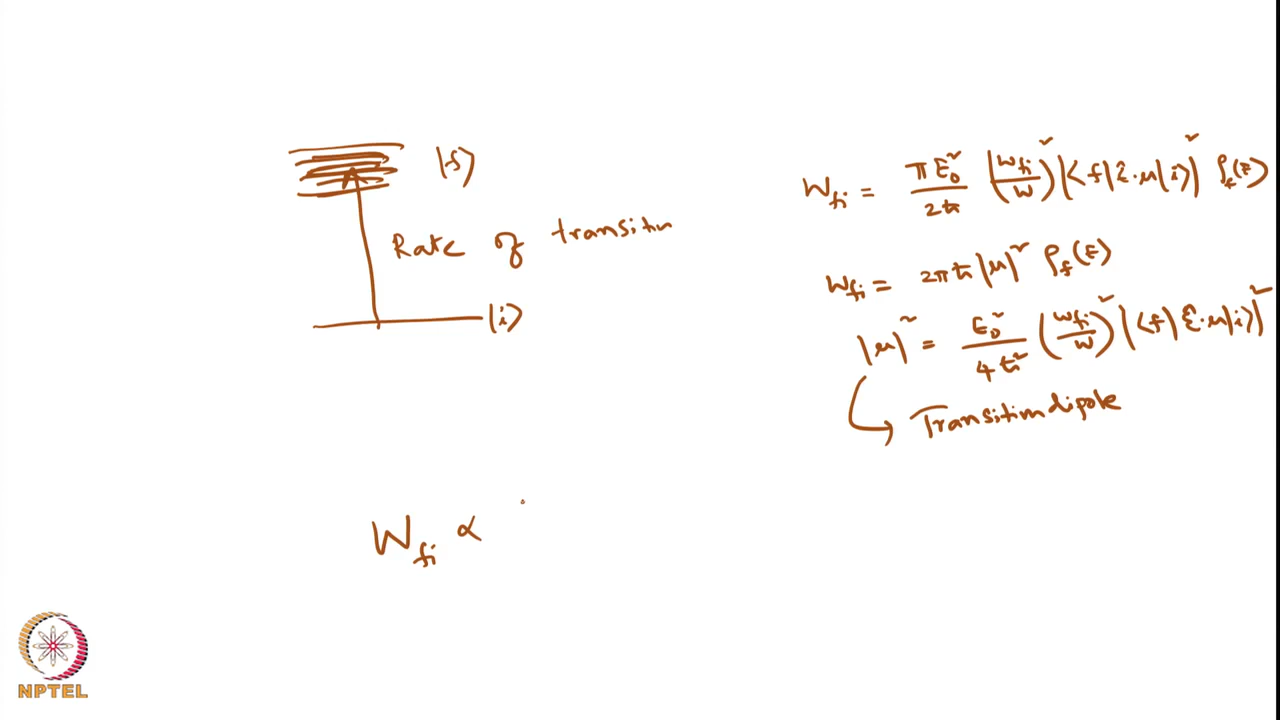 |f⟩
Rate of transitn
|i⟩
W_fi = πE₀²/2ħ (ω_fi/ω)² |⟨f|ε̂·μ|i⟩|² ρ_f(E)
W_fi = 2πħ |μ|² ρ_f(E)
|μ|² = E₀²/4ħ² (ω_fi/ω)² |⟨f|ε̂·μ|i⟩|²
Transition dipole
W_fi ∝
NPTEL